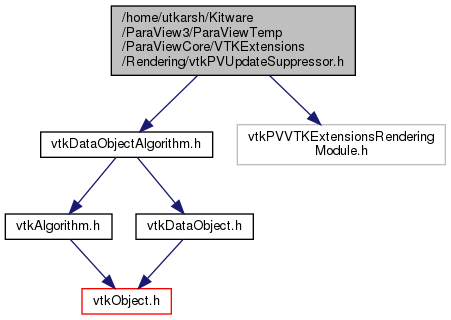 /home/utkarsh/Kitware
/ParaView3/ParaViewTemp
/ParaViewCore/VTKExtensions
/Rendering/vtkPVUpdateSuppressor.h
vtkDataObjectAlgorithm.h
vtkPVVTKExtensionsRendering
Module.h
vtkAlgorithm.h
vtkDataObject.h
vtkObject.h